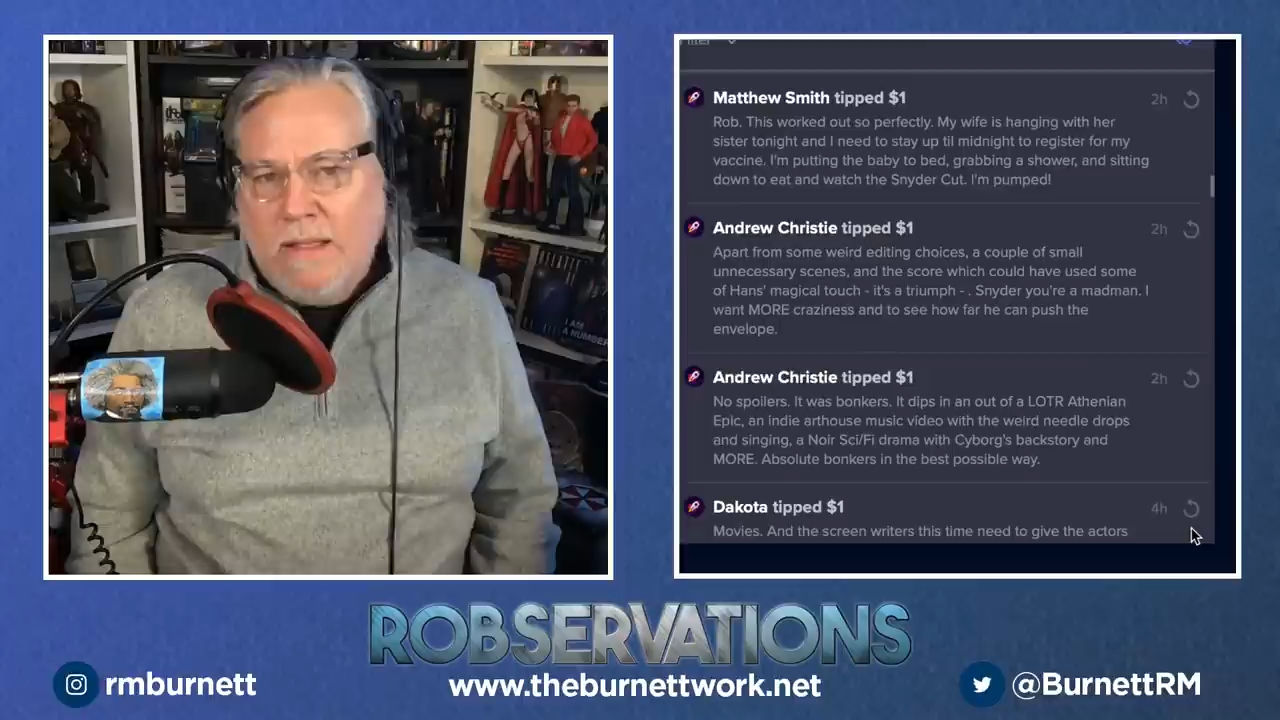 Filter
Matthew Smith tipped $1
2h
Rob. This worked out so perfectly. My wife is hanging with her
sister tonight and I need to stay up til midnight to register for my
vaccine. I'm putting the baby to bed, grabbing a shower, and sitting
down to eat and watch the Snyder Cut. I'm pumped!
Andrew Christie tipped $1
2h
Apart from some weird editing choices, a couple of small
unnecessary scenes, and the score which could have used some
of Hans' magical touch - it's a triumph - . Snyder you're a madman. I
want MORE craziness and to see how far he can push the
envelope.
Andrew Christie tipped $1
2h
No spoilers. It was bonkers. It dips in an out of a LOTR Athenian
Epic, an indie arthouse music video with the weird needle drops
and singing, a Noir Sci/Fi drama with Cyborg's backstory and
MORE. Absolute bonkers in the best possible way.
Dakota tipped $1
4h
Movies. And the screen writers this time need to give the actors
I AM
A NUMBER
ROBSERVATIONS
rmburnett
www.theburnettwork.net
@BurnettRM